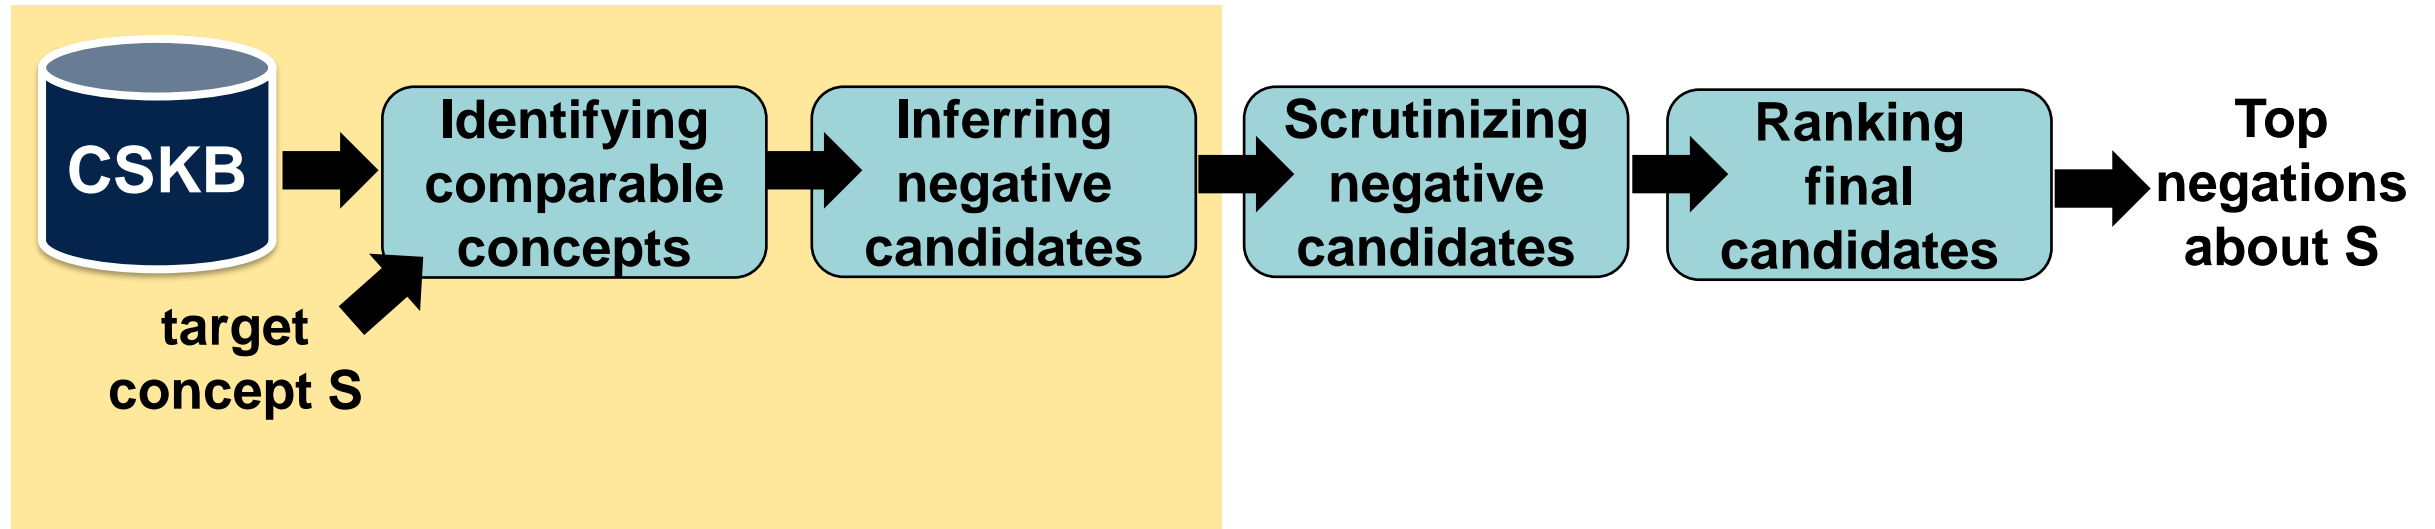 CSKB
target
concept S
Identifying
comparable
concepts
Inferring
negative
candidates
Scrutinizing
negative
candidates
Ranking
final
candidates
Top
negations
about S